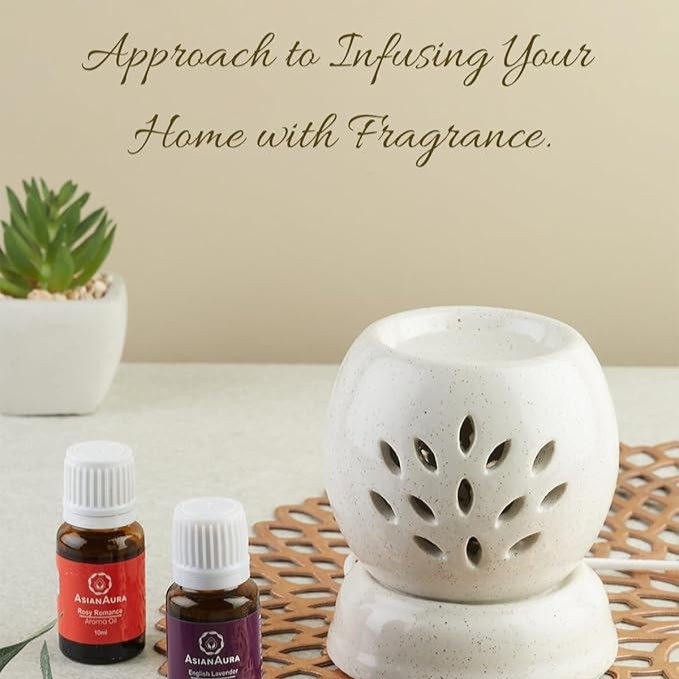 Approach to Infusing Your
Home with Fragrance.
AsianAura
Rosy Romance
Aroma Oil
10ml
AsianAura
English Lavender